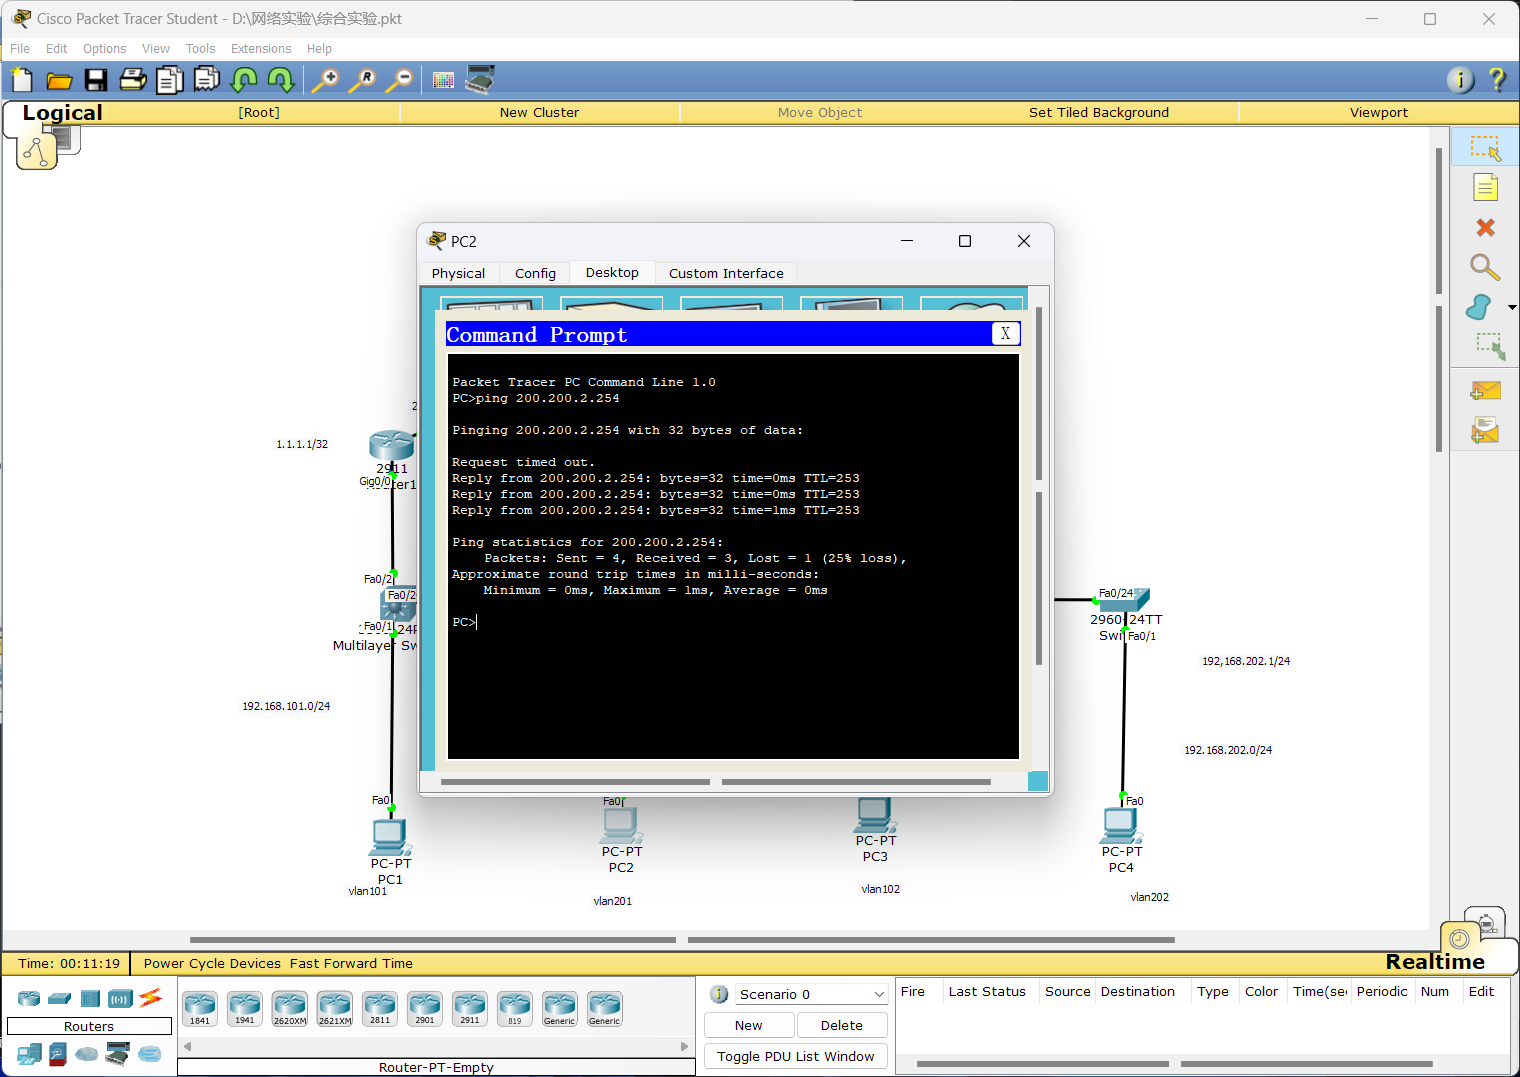 Cisco Packet Tracer Student - D:\网络实验\综合实验.pkt
File Edit Options View Tools Extensions Help
Logical
[Root] New Cluster Move Object Set Tiled Background Viewport
PC2
Physical Config Desktop Custom Interface
Command Prompt X
Packet Tracer PC Command Line 1.0
PC>ping 200.200.2.254
Pinging 200.200.2.254 with 32 bytes of data:
Request timed out.
Reply from 200.200.2.254: bytes=32 time=0ms TTL=253
Reply from 200.200.2.254: bytes=32 time=0ms TTL=253
Reply from 200.200.2.254: bytes=32 time=1ms TTL=253
Ping statistics for 200.200.2.254:
Packets: Sent = 4, Received = 3, Lost = 1 (25% loss),
Approximate round trip times in milli-seconds:
Minimum = 0ms, Maximum = 1ms, Average = 0ms
PC>
2
1.1.1.1/32
2911
Gig0/0
Fa0/2
Fa0/2
Fa0/1
Multilayer Sw
192.168.101.0/24
Fa0
PC-PT
PC1
vlan101
Fa0
PC-PT
PC2
vlan201
PC-PT
PC3
vlan102
Fa0/24
2960-24TT
Swi Fa0/1
192,168.202.1/24
192.168.202.0/24
Fa0
PC-PT
PC4
vlan202
Time: 00:11:19 Power Cycle Devices Fast Forward Time
Realtime
Routers
1841 1941 2620XM 2621XM 2811 2901 2911 819 Generic Generic
Router-PT-Empty
Scenario 0
New Delete
Toggle PDU List Window
Fire Last Status Source Destination Type Color Time(sec Periodic Num Edit